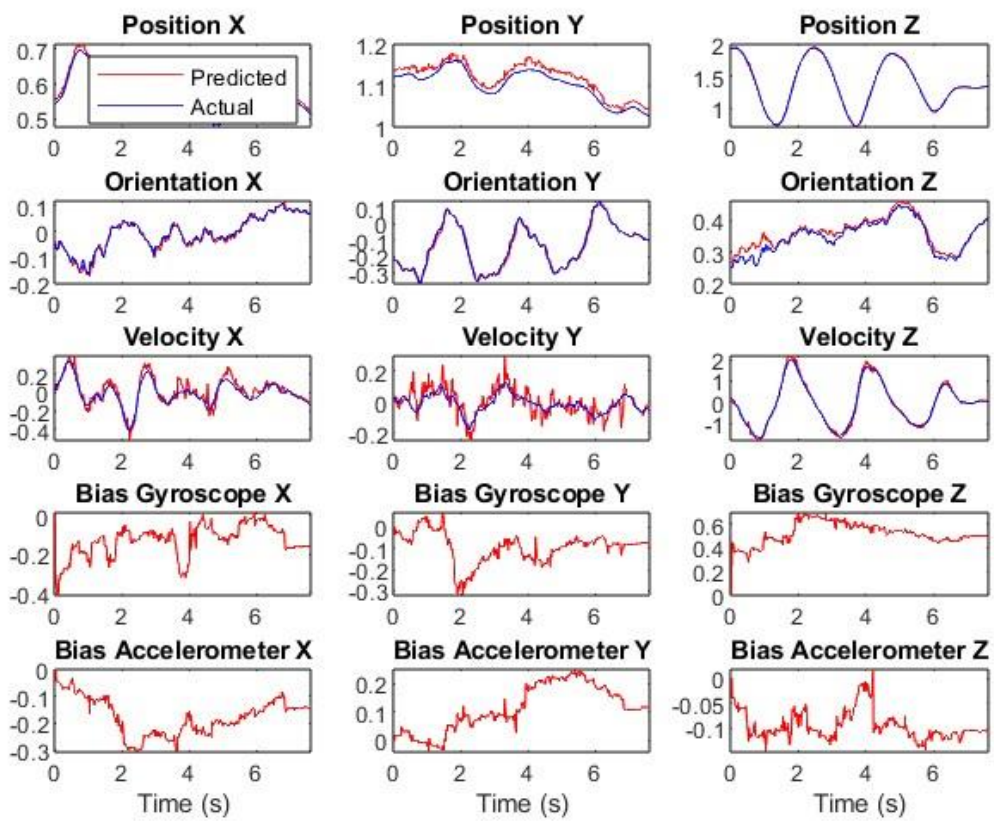 Position X Position Y Position Z
0.7 1.2 2
0.6 1.1 1.5
0.5 1 1
Predicted
Actual
0 2 4 6 0 2 4 6 0 2 4 6
Orientation X Orientation Y Orientation Z
0.1 0.1 0.4
0 0 0.3
-0.1 -0.1 0.2
-0.2 -0.3
0 2 4 6 0 2 4 6 0 2 4 6
Velocity X Velocity Y Velocity Z
0.2 0.2 2
-0.2 0 1
-0.4 -0.2 -1
0 2 4 6 0 2 4 6 0 2 4 6
Bias Gyroscope X Bias Gyroscope Y Bias Gyroscope Z
0 0 0.6
-0.2 -0.1 0.4
-0.4 -0.2 0.2
-0.3 0
0 2 4 6 0 2 4 6 0 2 4 6
Bias Accelerometer X Bias Accelerometer Y Bias Accelerometer Z
0 0.2 0
-0.1 0.1 -0.05
-0.2 0 -0.1
-0.3
0 2 4 6 0 2 4 6 0 2 4 6
Time (s) Time (s) Time (s)